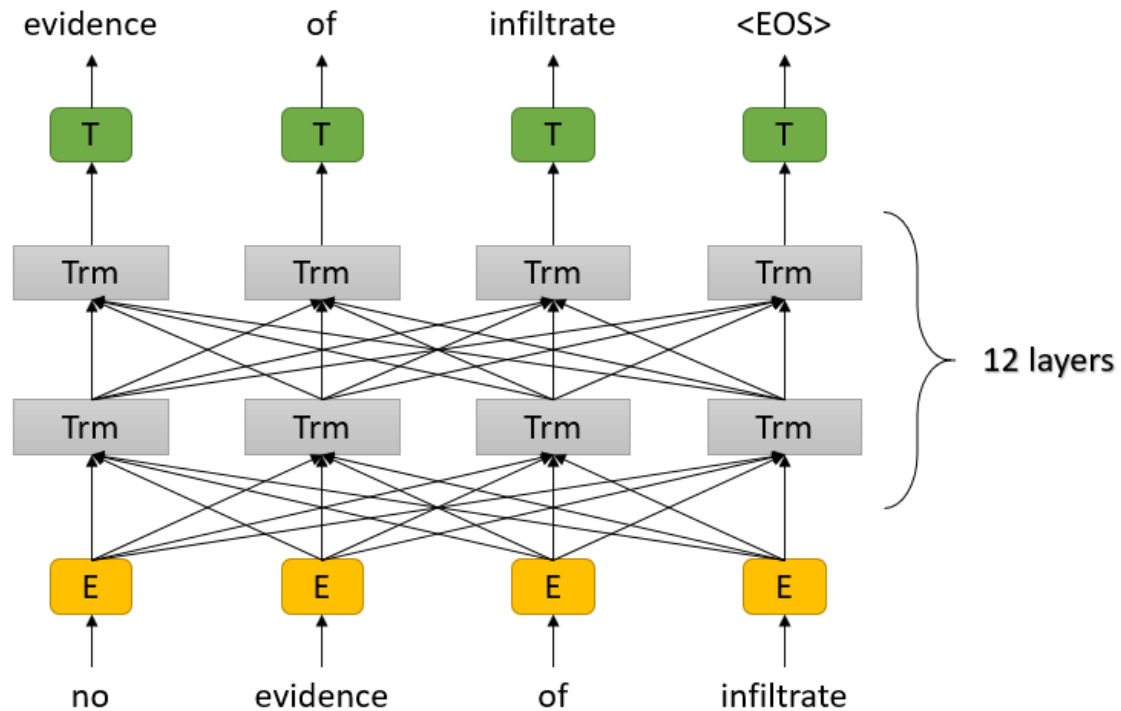 evidence of infiltrate <EOS>
T T T T
Trm Trm Trm Trm
12 layers
Trm Trm Trm Trm
E E E E
no evidence of infiltrate